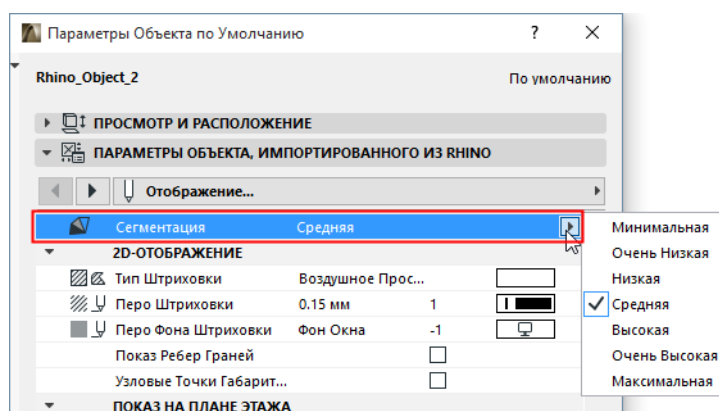 Параметры Объекта по Умолчанию ?
Rhino_Object_2 По умолчанию
ПРОСМОТР И РАСПОЛОЖЕНИЕ
ПАРАМЕТРЫ ОБЪЕКТА, ИМПОРТИРОВАННОГО ИЗ RHINO
Отображение...
Сегментация Средняя
2D-ОТОБРАЖЕНИЕ
Тип Штриховки Воздушное Прос...
Перо Штриховки 0.15 мм 1
Перо Фона Штриховки Фон Окна -1
Показ Ребер Граней
Узловые Точки Габарит...
ПОКАЗ НА ПЛАНЕ ЭТАЖА
Минимальная
Очень Низкая
Низкая
Средняя
Высокая
Очень Высокая
Максимальная